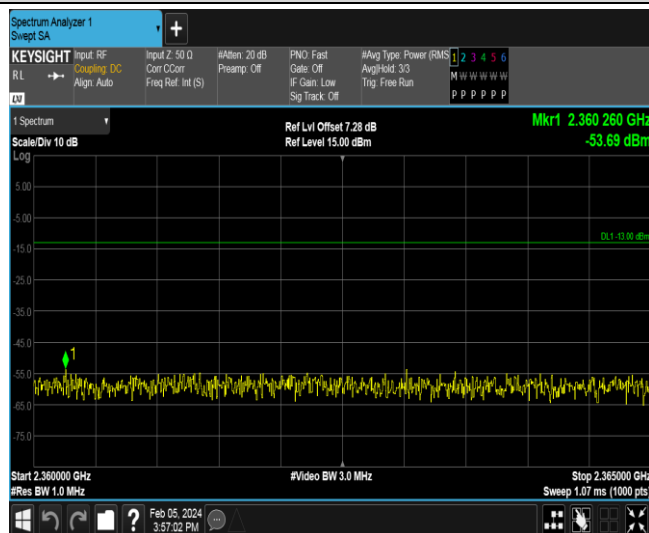 Spectrum Analyzer 1
Swept SA
KEYSIGHT
RL
LXI
Input: RF
Coupling: DC
Align: Auto
Input Z: 50 Ω
Corr CCorr
Freq Ref: Int (S)
#Atten: 20 dB
Preamp: Off
PNO: Fast
Gate: Off
IF Gain: Low
Sig Track: Off
#Avg Type: Power (RMS
Avg|Hold: 3/3
Trig: Free Run
1 2 3 4 5 6
M W W W W W
P P P P P P
1 Spectrum
Scale/Div 10 dB
Log
Ref Lvl Offset 7.28 dB
Ref Level 15.00 dBm
Mkr1 2.360 260 GHz
-53.69 dBm
5.00
-5.00
DL1 -13.00 dBm
-15.0
-25.0
-35.0
-45.0
1
-55.0
-65.0
-75.0
Start 2.360000 GHz
#Res BW 1.0 MHz
#Video BW 3.0 MHz
Stop 2.365000 GHz
Sweep 1.07 ms (1000 pts)
?
Feb 05, 2024
3:57:02 PM